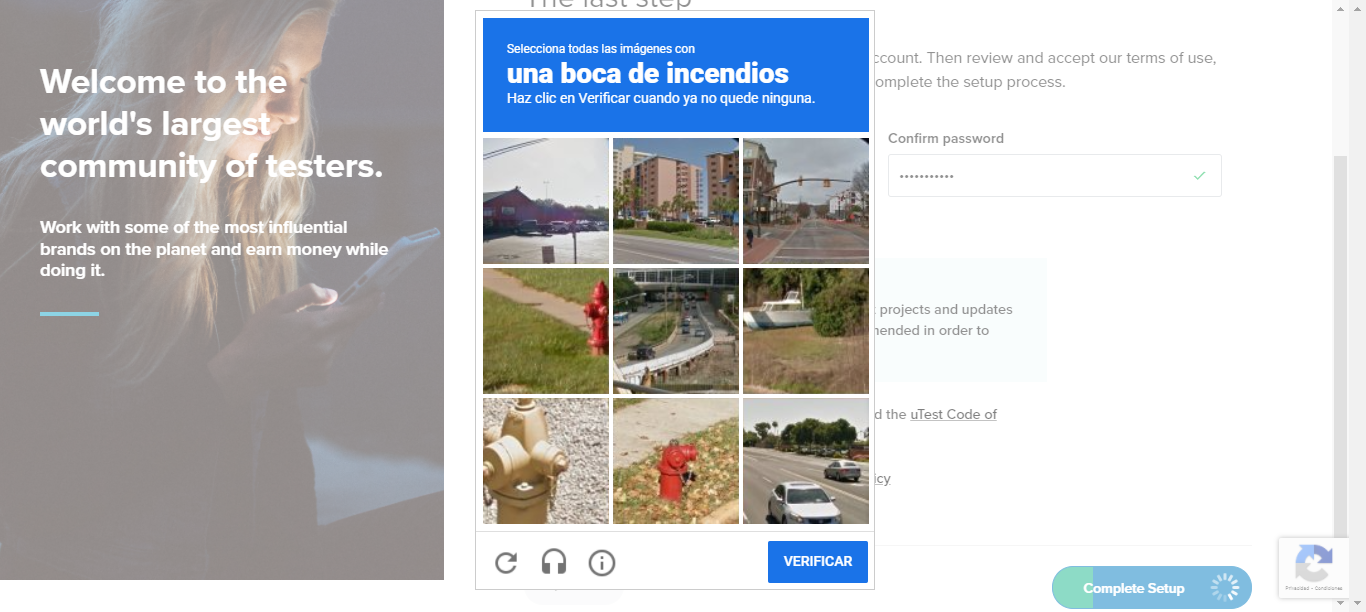 The last step
Welcome to the
world's largest
community of testers.
Work with some of the most influential
brands on the planet and earn money while
doing it.
Selecciona todas las imágenes con
una boca de incendios
Haz clic en Verificar cuando ya no quede ninguna.
ccount. Then review and accept our terms of use,
omplete the setup process.
Confirm password
projects and updates
nended in order to
d the uTest Code of
icy
VERIFICAR
Complete Setup
Privacidad - Condiciones